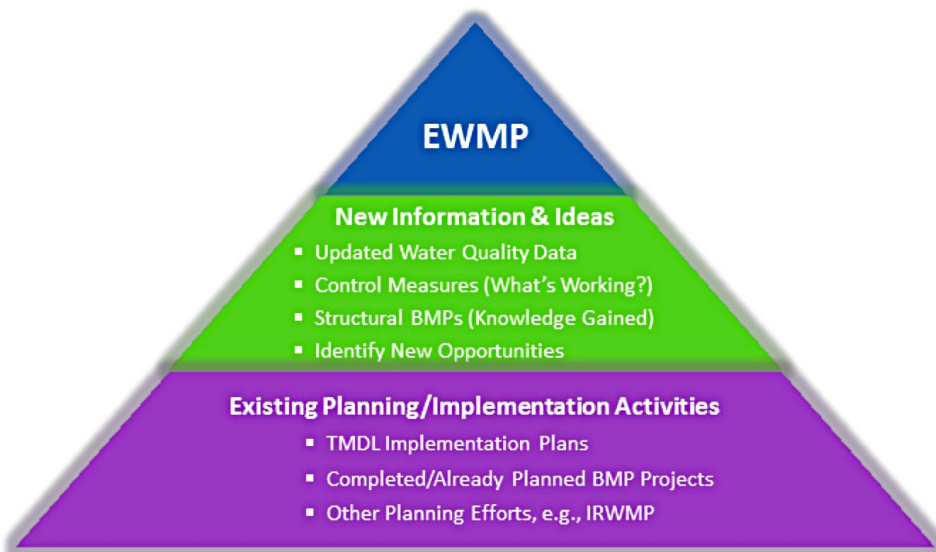 EWMP
New Information & Ideas
▪ Updated Water Quality Data
▪ Control Measures (What's Working?)
▪ Structural BMPs (Knowledge Gained)
▪ Identify New Opportunities
Existing Planning/Implementation Activities
▪ TMDL Implementation Plans
▪ Completed/Already Planned BMP Projects
▪ Other Planning Efforts, e.g., IRWMP